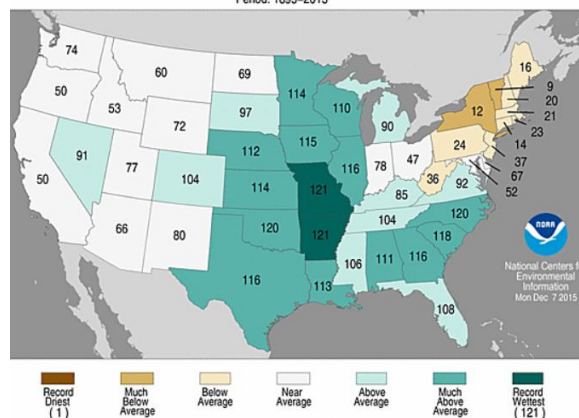 Period: 1895–2015
74
60
69
114
16
9
50
53
97
110
20
90
12
21
72
23
115
91
112
24
14
78
47
77
116
37
104
36
67
50
114
121
92
52
85
120
104
66
80
120
121
118
NOAA
106
111
116
116
113
National Centers f
Environmental
Information
Mon Dec 7 2015
108
Record
Driest
(1)
Much
Below
Average
Below
Average
Near
Average
Above
Average
Much
Above
Average
Record
Wettest
(121)